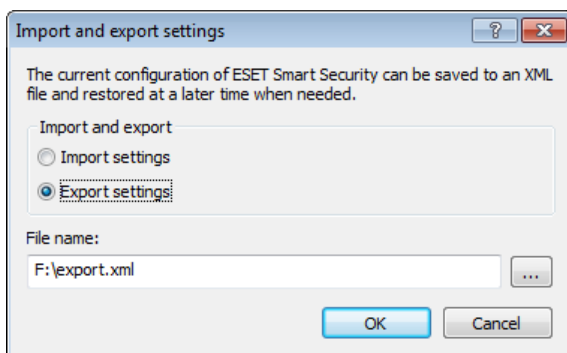 Import and export settings
The current configuration of ESET Smart Security can be saved to an XML
file and restored at a later time when needed.
Import and export
Import settings
Export settings
File name:
F:\export.xml
...
OK
Cancel